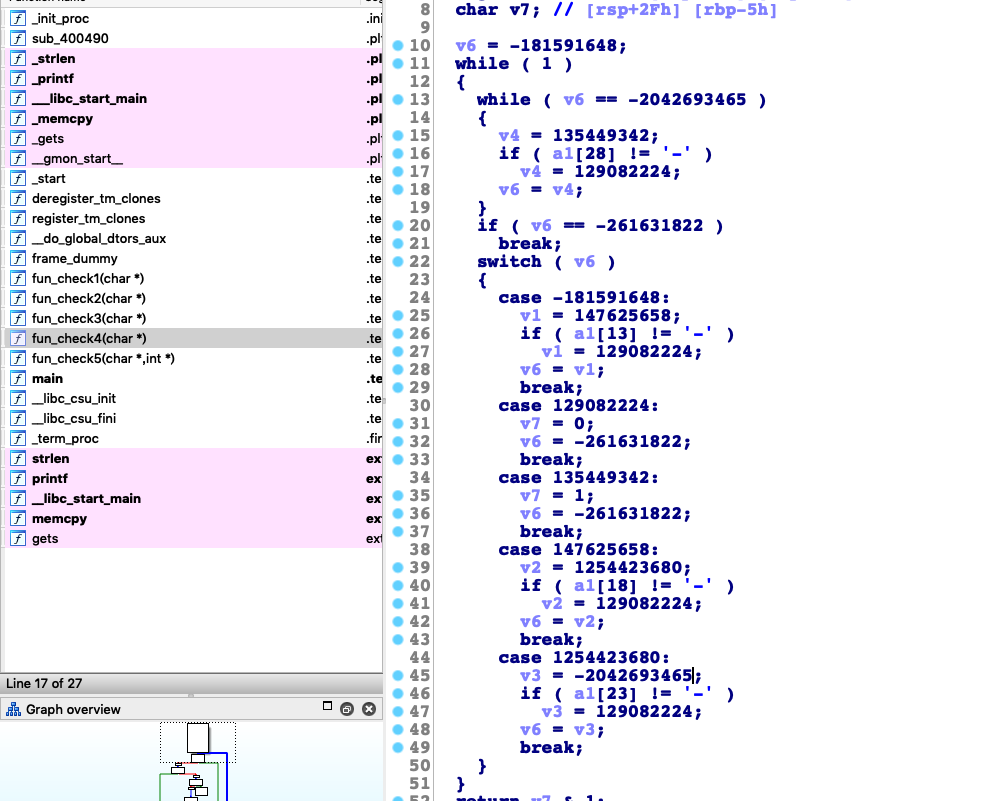 _init_proc .ini
sub_400490 .pl
_strlen .pl
_printf .pl
__libc_start_main .pl
_memcpy .pl
_gets .pl
__gmon_start__ .pl
_start .te
deregister_tm_clones .te
register_tm_clones .te
__do_global_dtors_aux .te
frame_dummy .te
fun_check1(char *) .te
fun_check2(char *) .te
fun_check3(char *) .te
fun_check4(char *) .te
fun_check5(char *,int *) .te
main .te
__libc_csu_init .te
__libc_csu_fini .te
_term_proc .fir
strlen ext
printf ext
__libc_start_main ext
memcpy ext
gets ext
Line 17 of 27
Graph overview
8 char v7; // [rsp+2Fh] [rbp-5h]
9
10 v6 = -181591648;
11 while ( 1 )
12 {
13 while ( v6 == -2042693465 )
14 {
15 v4 = 135449342;
16 if ( a1[28] != '-' )
17 v4 = 129082224;
18 v6 = v4;
19 }
20 if ( v6 == -261631822 )
21 break;
22 switch ( v6 )
23 {
24 case -181591648:
25 v1 = 147625658;
26 if ( a1[13] != '-' )
27 v1 = 129082224;
28 v6 = v1;
29 break;
30 case 129082224:
31 v7 = 0;
32 v6 = -261631822;
33 break;
34 case 135449342:
35 v7 = 1;
36 v6 = -261631822;
37 break;
38 case 147625658:
39 v2 = 1254423680;
40 if ( a1[18] != '-' )
41 v2 = 129082224;
42 v6 = v2;
43 break;
44 case 1254423680:
45 v3 = -2042693465;
46 if ( a1[23] != '-' )
47 v3 = 129082224;
48 v6 = v3;
49 break;
50 }
51 }
52 return v7 & 1;